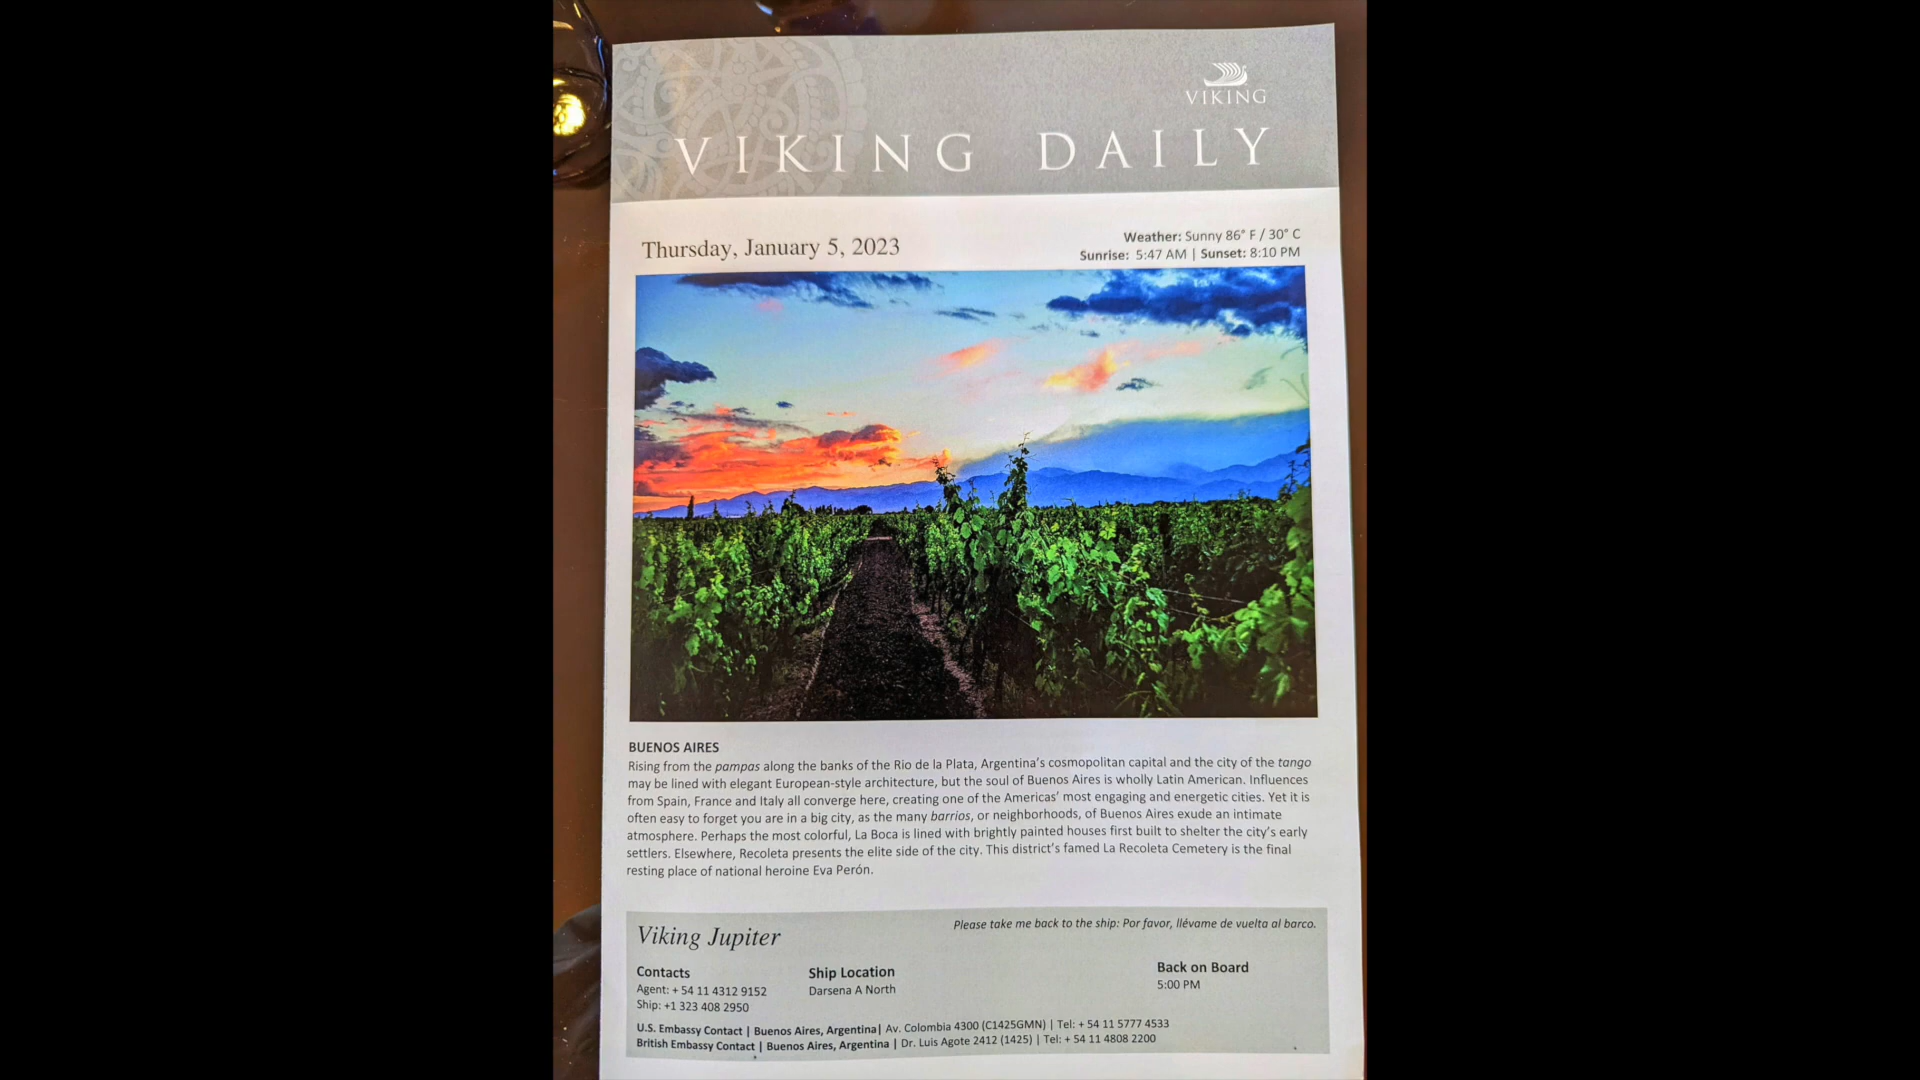 VIKING
VIKING DAILY
Thursday, January 5, 2023
Weather: Sunny 86° F / 30° C
Sunrise: 5:47 AM | Sunset: 8:10 PM
BUENOS AIRES
Rising from the pampas along the banks of the Rio de la Plata, Argentina's cosmopolitan capital and the city of the tango
may be lined with elegant European-style architecture, but the soul of Buenos Aires is wholly Latin American. Influences
from Spain, France and Italy all converge here, creating one of the Americas' most engaging and energetic cities. Yet it is
often easy to forget you are in a big city, as the many barrios, or neighborhoods, of Buenos Aires exude an intimate
atmosphere. Perhaps the most colorful, La Boca is lined with brightly painted houses first built to shelter the city's early
settlers. Elsewhere, Recoleta presents the elite side of the city. This district's famed La Recoleta Cemetery is the final
resting place of national heroine Eva Perón.
Viking Jupiter
Please take me back to the ship: Por favor, llévame de vuelta al barco.
Contacts
Agent: + 54 11 4312 9152
Ship: +1 323 408 2950
Ship Location
Darsena A North
Back on Board
5:00 PM
U.S. Embassy Contact | Buenos Aires, Argentina| Av. Colombia 4300 (C1425GMN) | Tel: + 54 11 5777 4533
British Embassy Contact | Buenos Aires, Argentina | Dr. Luis Agote 2412 (1425) | Tel: + 54 11 4808 2200